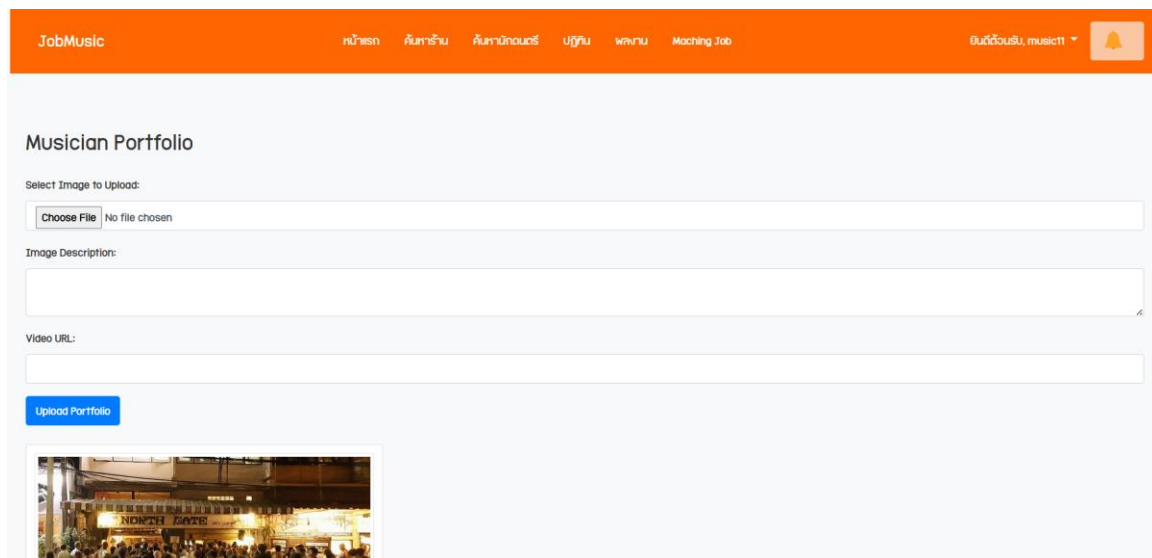 JobMusic หน้าแรก ค้นหาร้าน ค้นหานักดนตรี ปฏิทิน ผลงาน Maching Job ยินดีต้อนรับ, music11
Musician Portfolio
Select Image to Upload:
Choose File No file chosen
Image Description:
Video URL:
Upload Portfolio
NORTH GATE